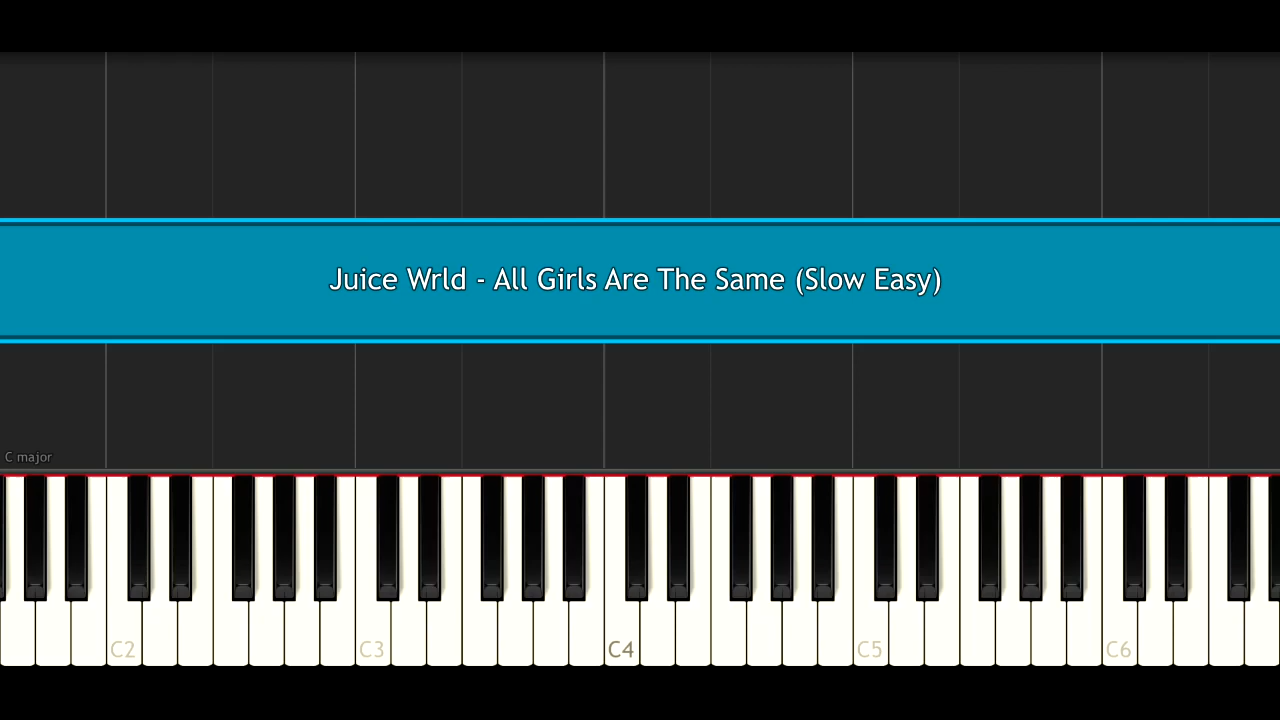 Juice Wrld - All Girls Are The Same (Slow Easy)
C major
C2 C3 C4 C5 C6